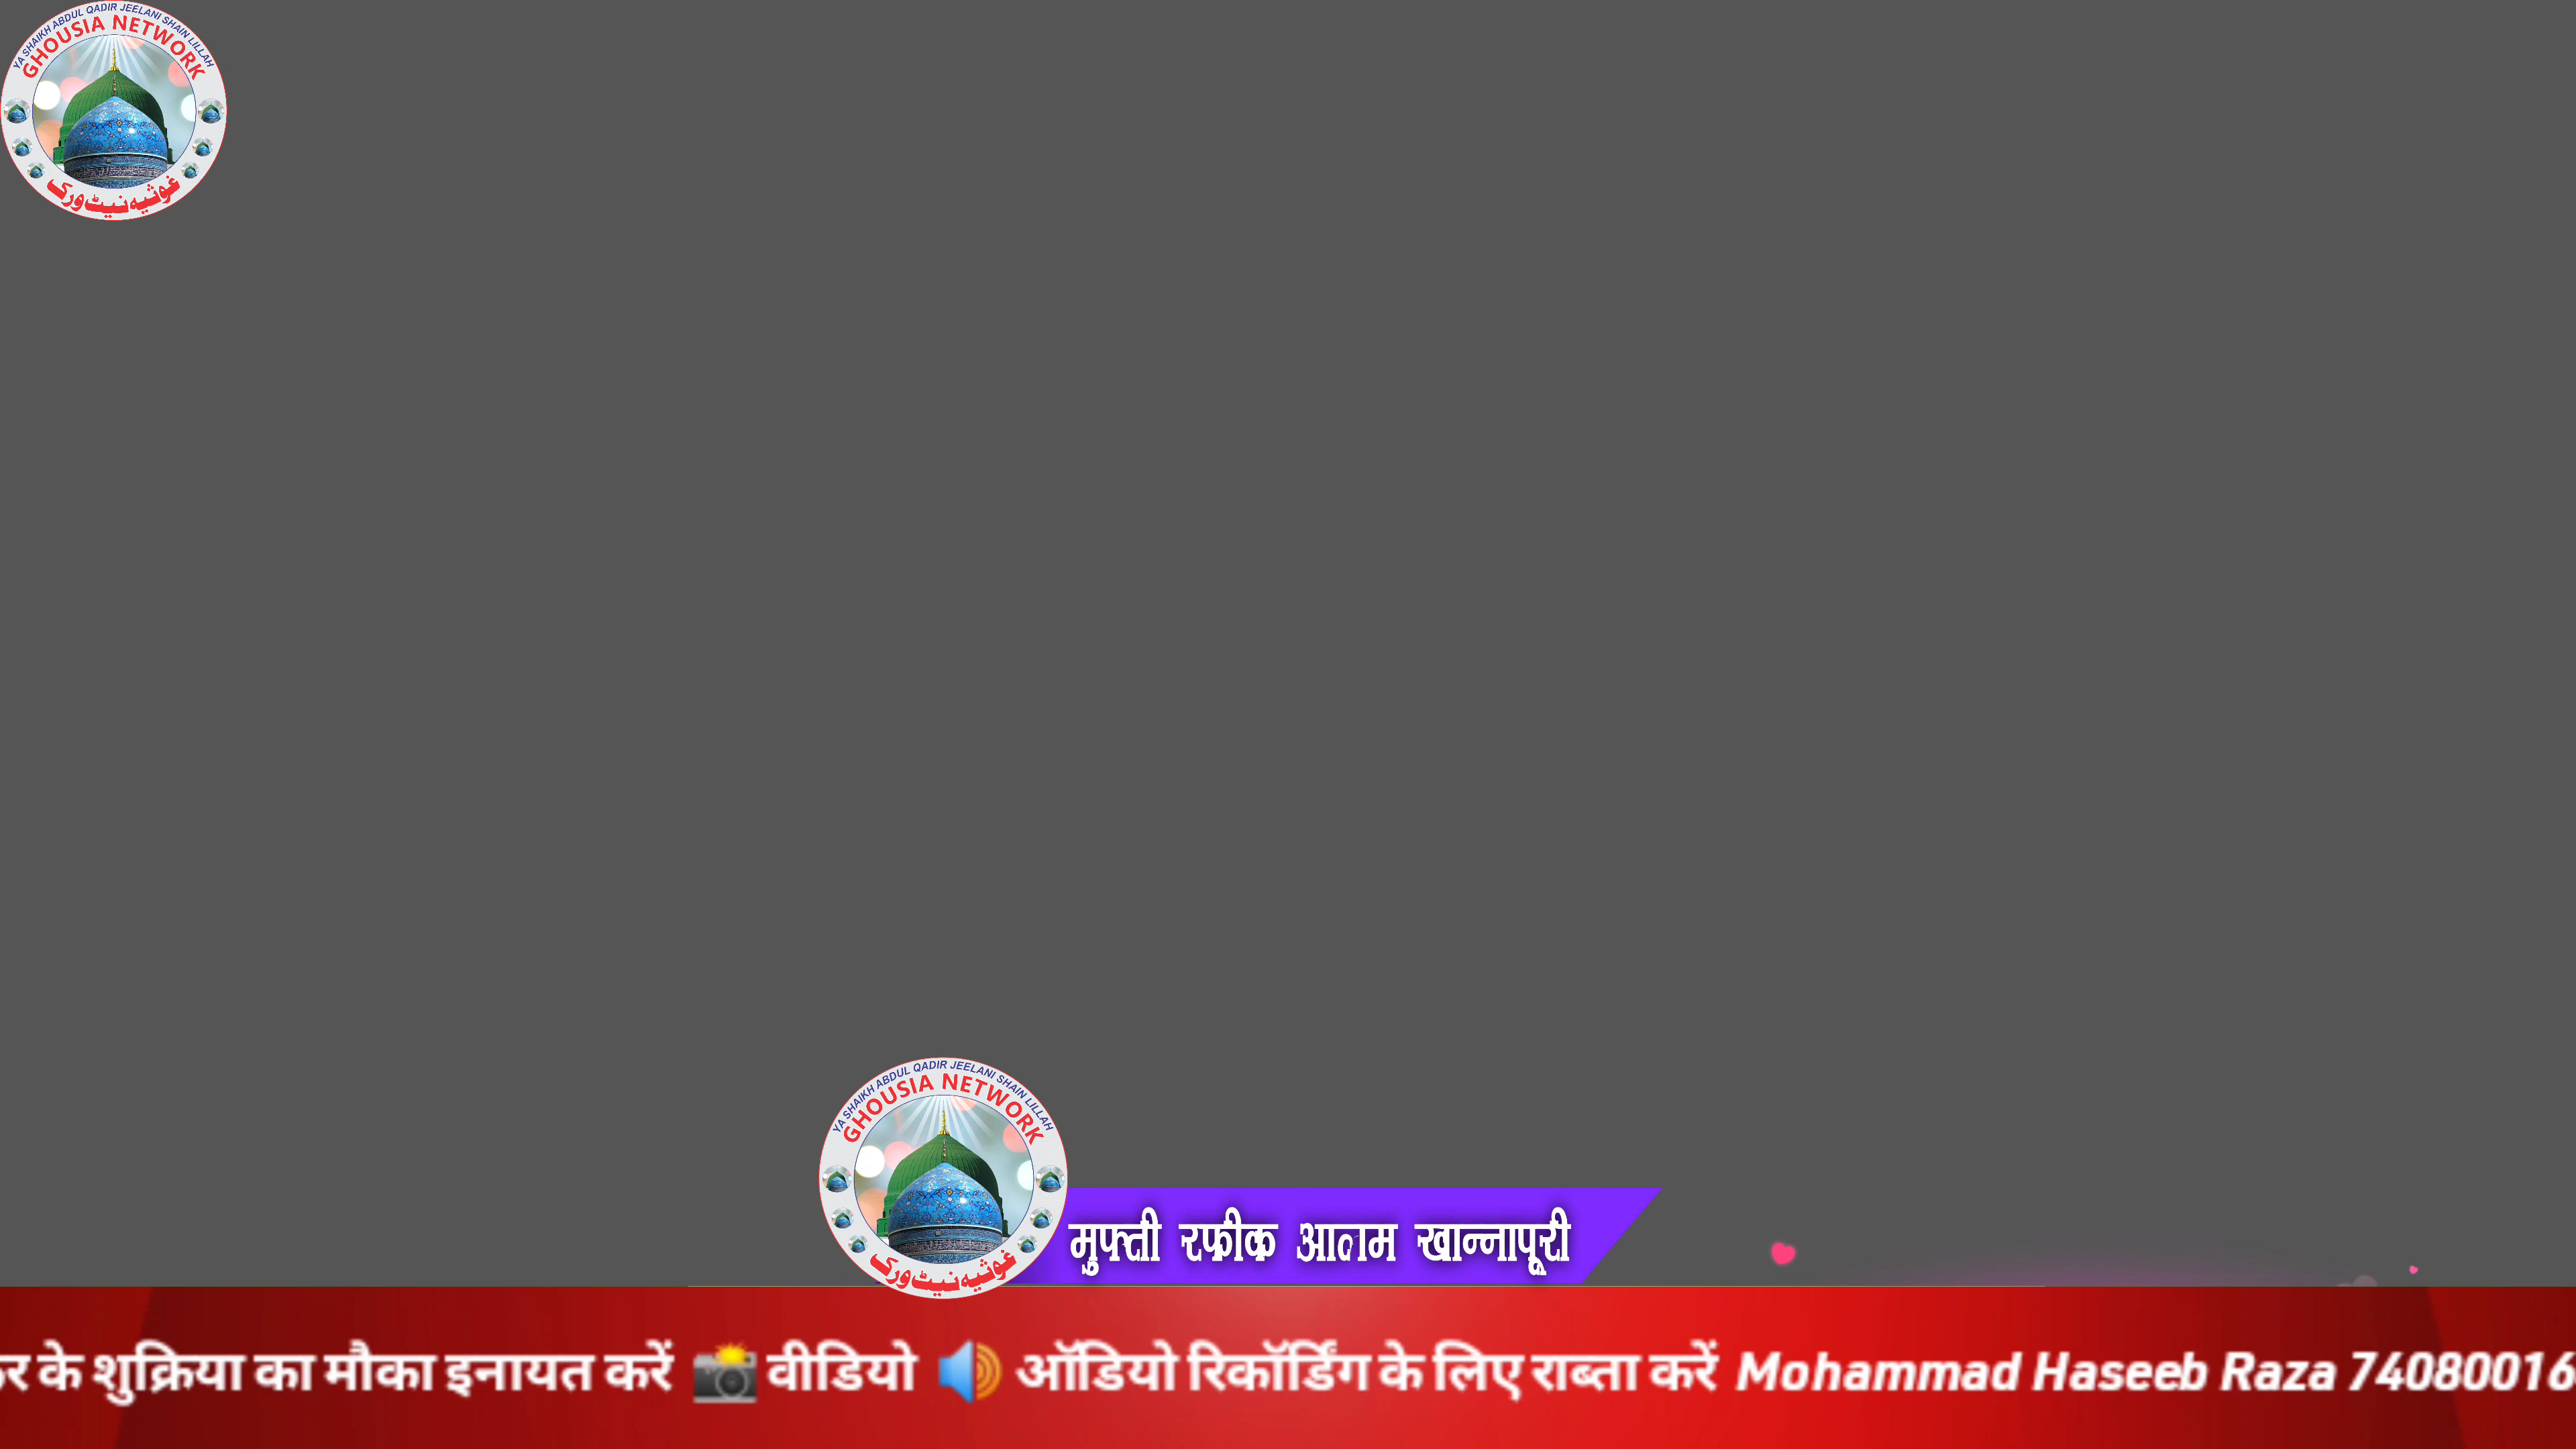 YA SHAIKH ABDUL QADIR JEELANI SHAIN LILLAH
GHOUSIA NETWORK
غوثیہ نیٹ ورک
YA SHAIKH ABDUL QADIR JEELANI SHAIN LILLAH
GHOUSIA NETWORK
غوثیہ نیٹ ورک
मुफ्ती रफीक आलम खान्नापूरी
के शुक्रिया का मौका इनायत करें 📸 वीडियो 🔊 ऑडियो रिकॉर्डिंग के लिए राब्ता करें Mohammad Haseeb Raza 74080016